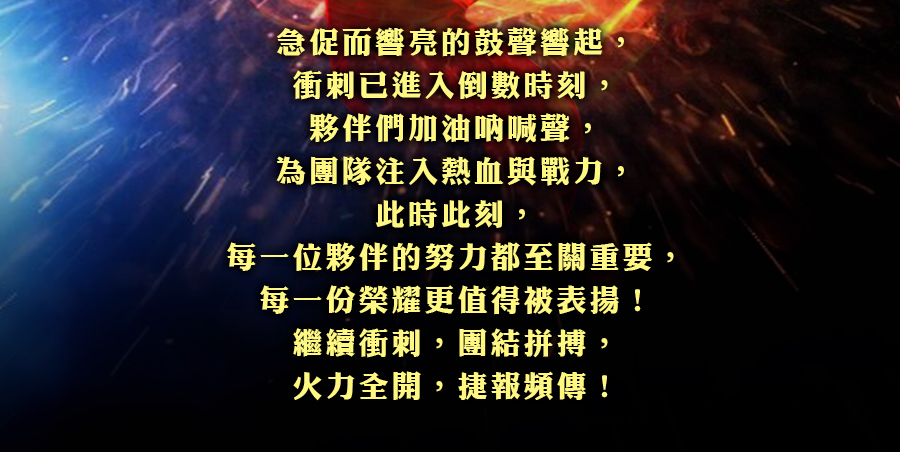 急促而響亮的鼓聲響起，
衝刺已進入倒數時刻，
夥伴們加油吶喊聲，
為團隊注入熱血與戰力，
此時此刻，
每一位夥伴的努力都至關重要，
每一份榮耀更值得被表揚！
繼續衝刺，團結拼搏，
火力全開，捷報頻傳！